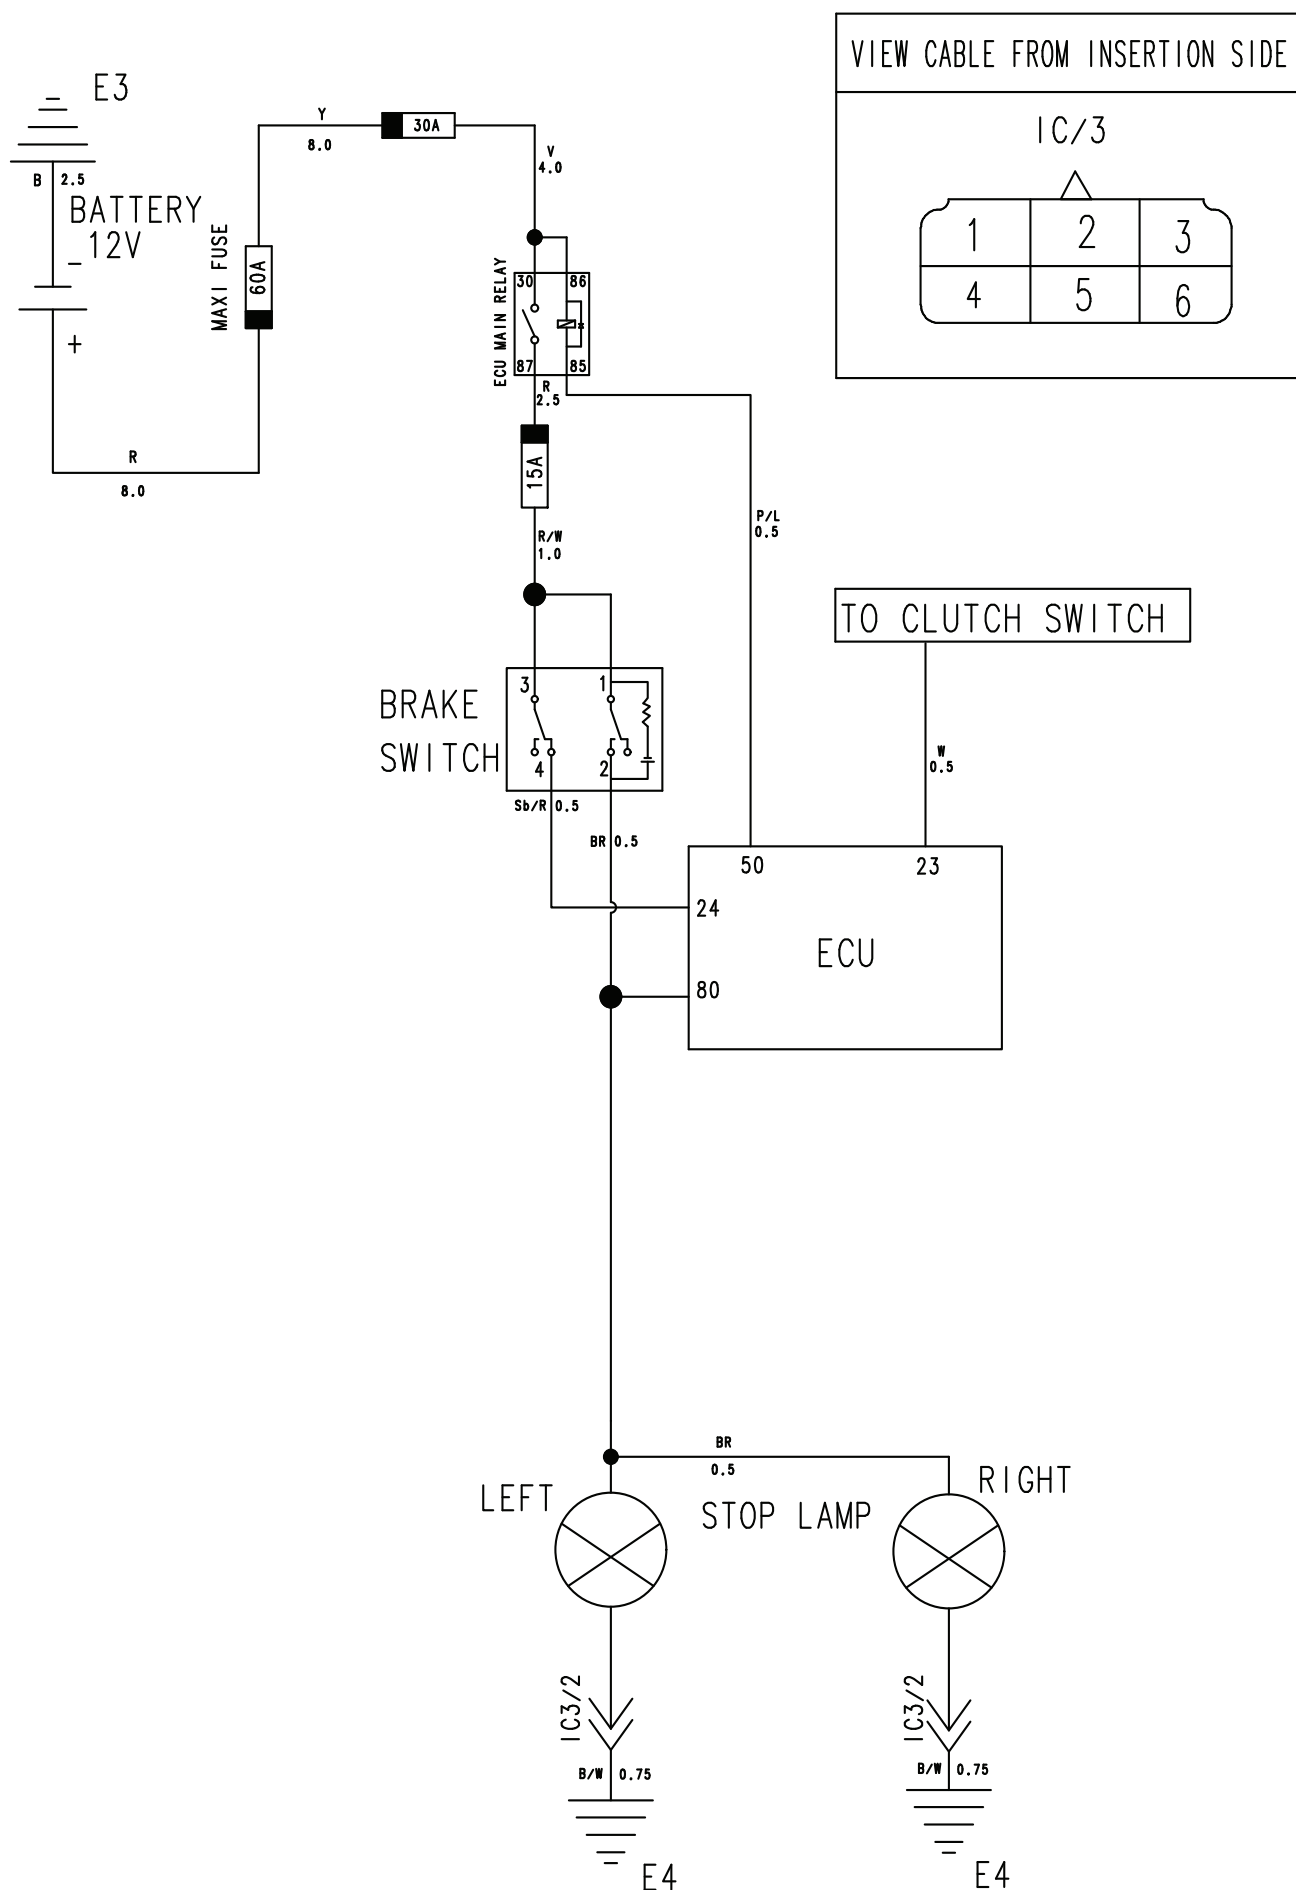 VIEW CABLE FROM INSERTION SIDE
IC/3
1 2 3
4 5 6
E3
B 2.5
BATTERY
12V
-
+
R
8.0
MAXI FUSE
60A
Y
8.0
30A
V
4.0
ECU MAIN RELAY
30 86
87 85
R
2.5
15A
R/W
1.0
P/L
0.5
TO CLUTCH SWITCH
W
0.5
BRAKE
SWITCH
3 1
4 2
Sb/R 0.5
BR 0.5
50 23
24
ECU
80
BR
0.5
LEFT
STOP LAMP
RIGHT
IC3/2
IC3/2
B/W 0.75
B/W 0.75
E4
E4